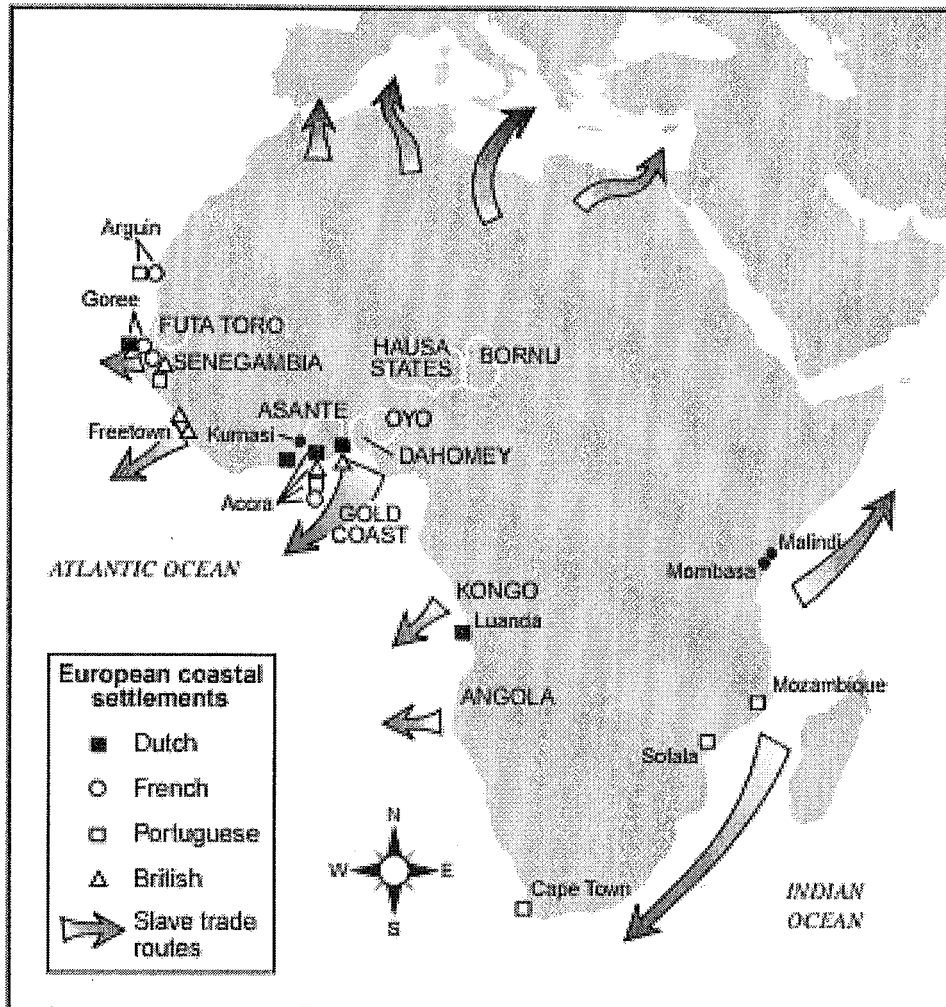 Arguin
Goree
FUTA TORO
SENEGAMBIA
HAUSA
STATES
BORNU
ASANTE
OYO
Freetown
Kumasi
DAHOMEY
Accra
GOLD
COAST
ATLANTIC OCEAN
Malindi
Mombasa
KONGO
Luanda
ANGOLA
Mozambique
Sofala
European coastal
settlements
Dutch
French
Portuguese
British
Slave trade
routes
N
W
E
S
Cape Town
INDIAN
OCEAN